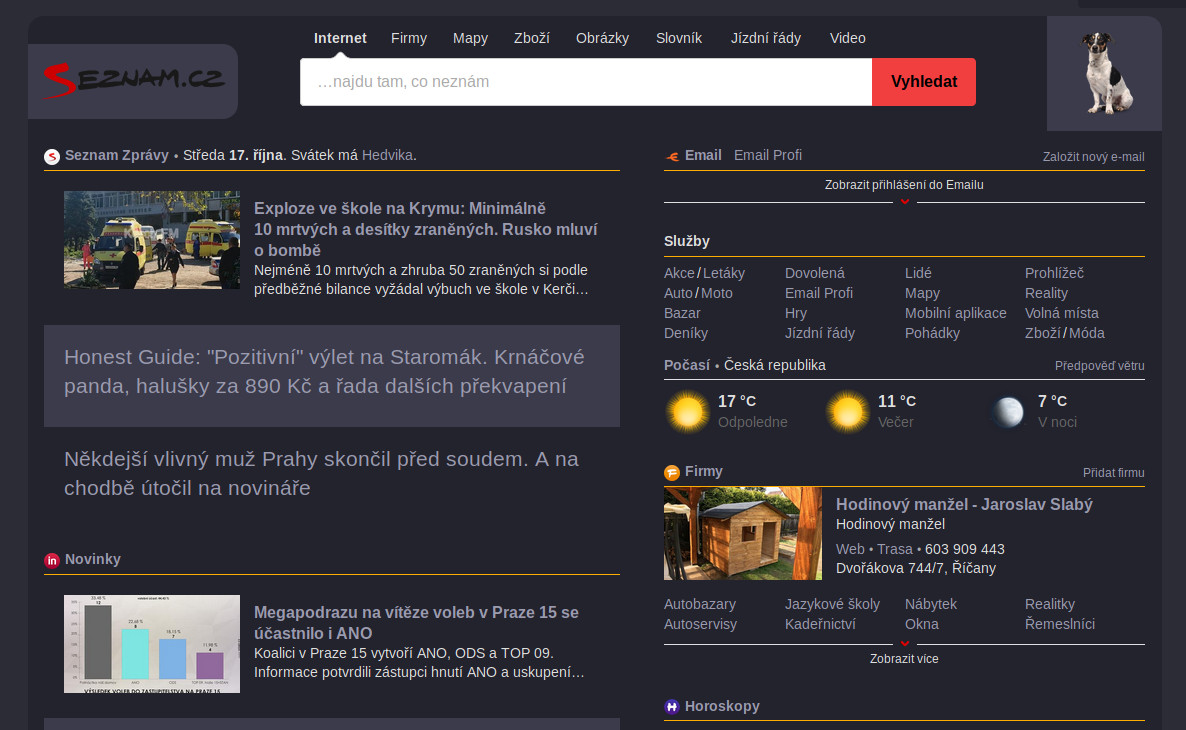 Internet Firmy Mapy Zboží Obrázky Slovník Jízdní řády Video
Seznam.cz
…najdu tam, co neznám
Vyhledat
Seznam Zprávy • Středa 17. října. Svátek má Hedvika.
Exploze ve škole na Krymu: Minimálně
10 mrtvých a desítky zraněných. Rusko mluví
o bombě
Nejméně 10 mrtvých a zhruba 50 zraněných si podle
předběžné bilance vyžádal výbuch ve škole v Kerči…
Honest Guide: "Pozitivní" výlet na Staromák. Krnáčové
panda, halušky za 890 Kč a řada dalších překvapení
Někdejší vlivný muž Prahy skončil před soudem. A na
chodbě útočil na novináře
Novinky
Megapodrazu na vítěze voleb v Praze 15 se
účastnilo i ANO
Koalici v Praze 15 vytvoří ANO, ODS a TOP 09.
Informace potvrdili zástupci hnutí ANO a uskupení…
VÝSLEDEK VOLEB DO ZASTUPITELSTVA NA PRAZE 15
Email Email Profi Založit nový e-mail
Zobrazit přihlášení do Emailu
Služby
Akce/Letáky Dovolená Lidé Prohlížeč
Auto/Moto Email Profi Mapy Reality
Bazar Hry Mobilní aplikace Volná místa
Deníky Jízdní řády Pohádky Zboží/Móda
Počasí • Česká republika Předpověď větru
17 °C 11 °C 7 °C
Odpoledne Večer V noci
Firmy Přidat firmu
Hodinový manžel - Jaroslav Slabý
Hodinový manžel
Web • Trasa • 603 909 443
Dvořákova 744/7, Říčany
Autobazary Jazykové školy Nábytek Realitky
Autoservisy Kadeřnictví Okna Řemeslníci
Zobrazit více
Horoskopy